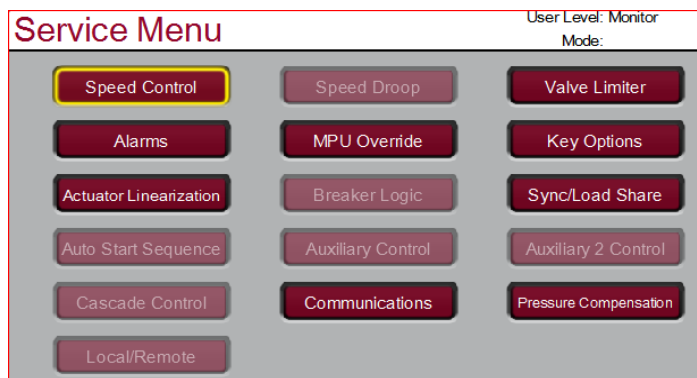 Service Menu
User Level: Monitor
Mode:
Speed Control
Speed Droop
Valve Limiter
Alarms
MPU Override
Key Options
Actuator Linearization
Breaker Logic
Sync/Load Share
Auto Start Sequence
Auxiliary Control
Auxiliary 2 Control
Cascade Control
Communications
Pressure Compensation
Local/Remote